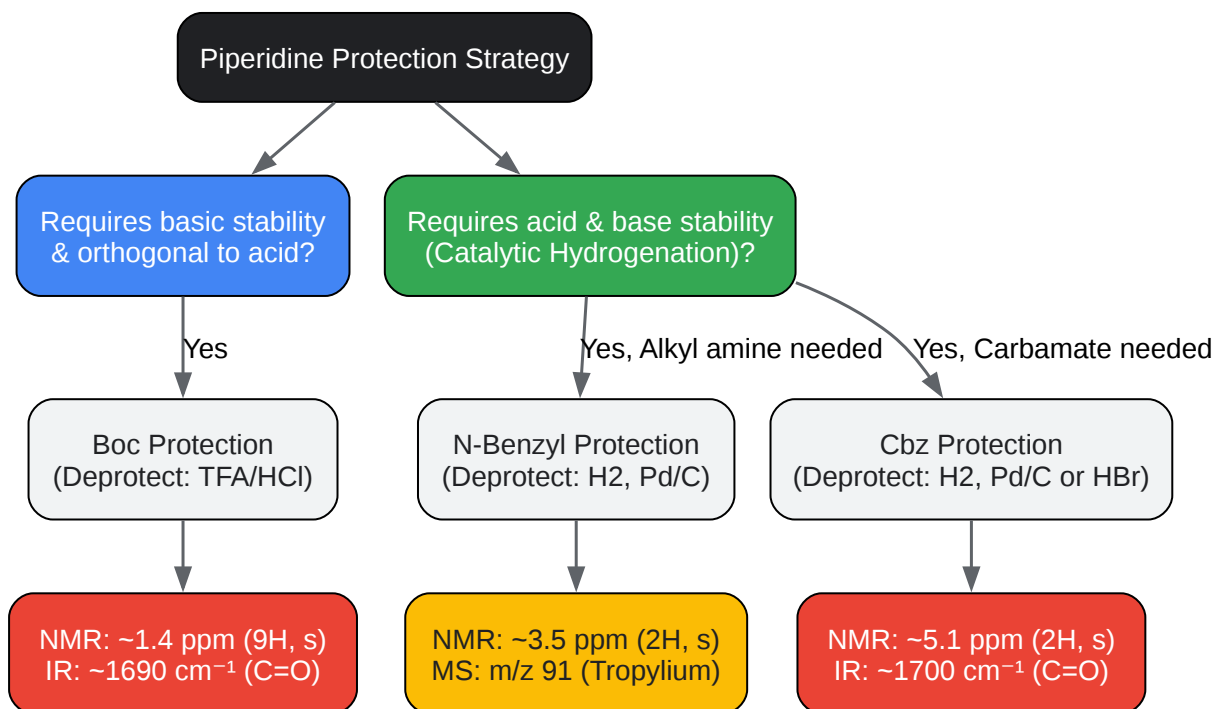 Piperidine Protection Strategy
Requires basic stability
& orthogonal to acid?
Requires acid & base stability
(Catalytic Hydrogenation)?
Yes
Yes, Alkyl amine needed
Yes, Carbamate needed
Boc Protection
(Deprotect: TFA/HCl)
N-Benzyl Protection
(Deprotect: H2, Pd/C)
Cbz Protection
(Deprotect: H2, Pd/C or HBr)
NMR: ~1.4 ppm (9H, s)
IR: ~1690 cm⁻¹ (C=O)
NMR: ~3.5 ppm (2H, s)
MS: m/z 91 (Tropylium)
NMR: ~5.1 ppm (2H, s)
IR: ~1700 cm⁻¹ (C=O)